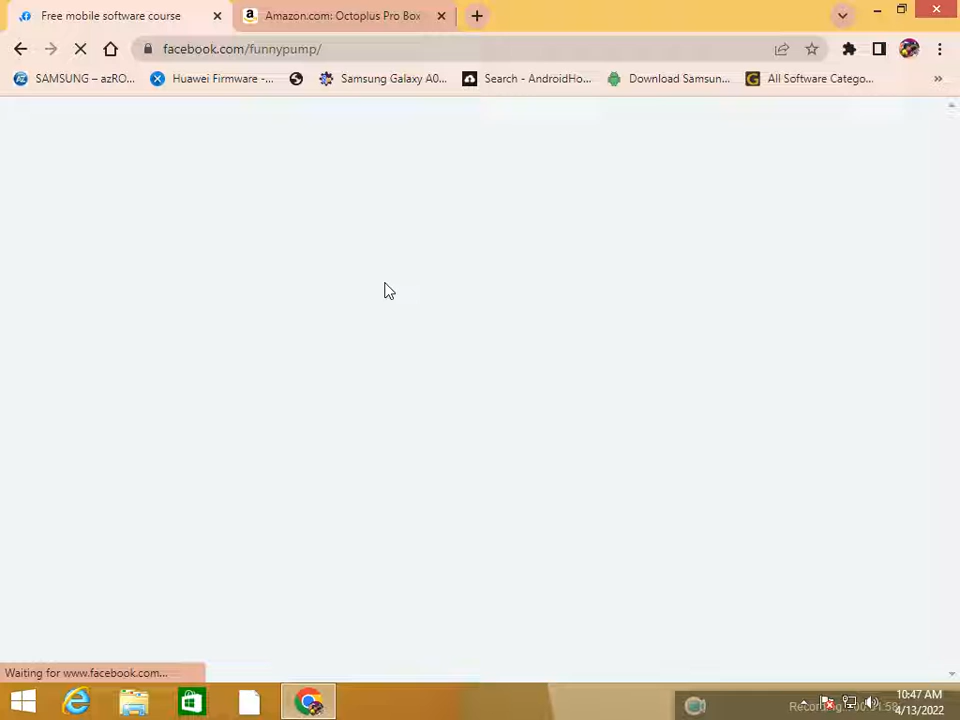 Free mobile software course
Amazon.com: Octoplus Pro Box
facebook.com/funnypump/
SAMSUNG – azRO...
Huawei Firmware -...
Samsung Galaxy A0...
Search - AndroidHo...
Download Samsun...
All Software Catego...
Waiting for www.facebook.com...
10:47 AM
4/13/2022